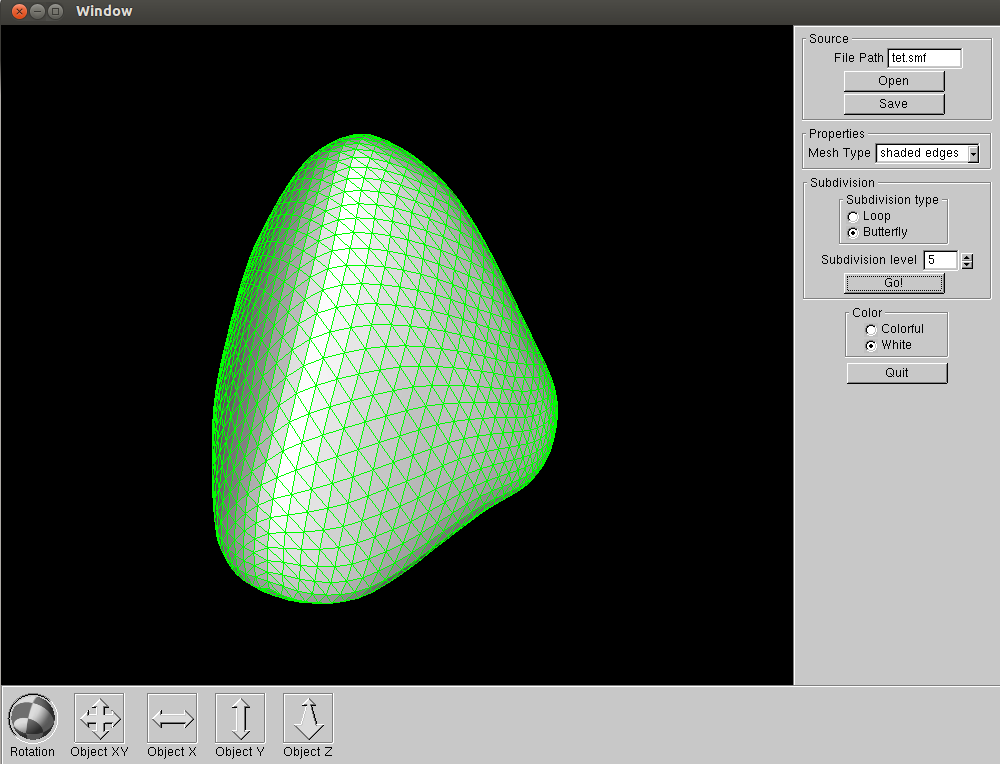 Window
Source
File Path tet.smf
Open
Save
Properties
Mesh Type shaded edges
Subdivision
Subdivision type
Loop
Butterfly
Subdivision level 5
Go!
Color
Colorful
White
Quit
Rotation Object XY Object X Object Y Object Z